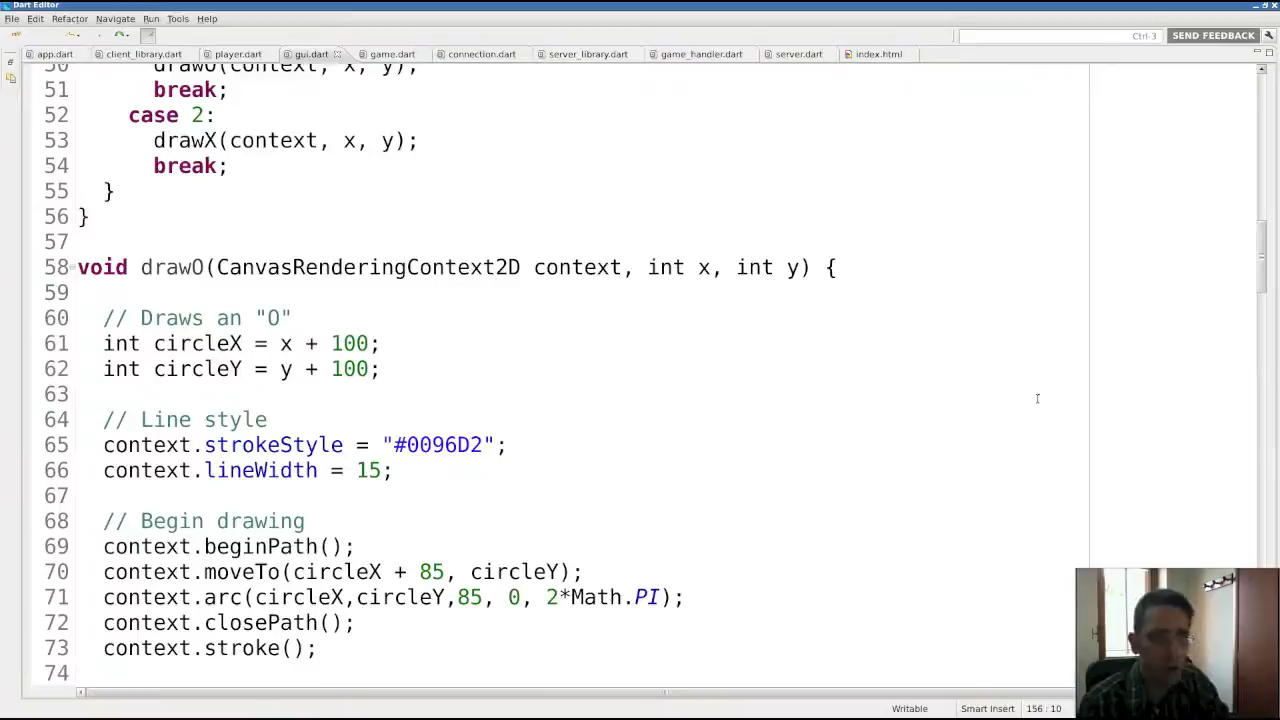 Dart Editor
File Edit Refactor Navigate Run Tools Help
Ctrl-3 SEND FEEDBACK
app.dart client_library.dart player.dart gui.dart game.dart connection.dart server_library.dart game_handler.dart server.dart index.html
50 drawO(context, x, y);
51 break;
52 case 2:
53 drawX(context, x, y);
54 break;
55 }
56 }
57
58 void drawO(CanvasRenderingContext2D context, int x, int y) {
59
60 // Draws an "O"
61 int circleX = x + 100;
62 int circleY = y + 100;
63
64 // Line style
65 context.strokeStyle = "#0096D2";
66 context.lineWidth = 15;
67
68 // Begin drawing
69 context.beginPath();
70 context.moveTo(circleX + 85, circleY);
71 context.arc(circleX,circleY,85, 0, 2*Math.PI);
72 context.closePath();
73 context.stroke();
74
Writable Smart Insert 156 : 10